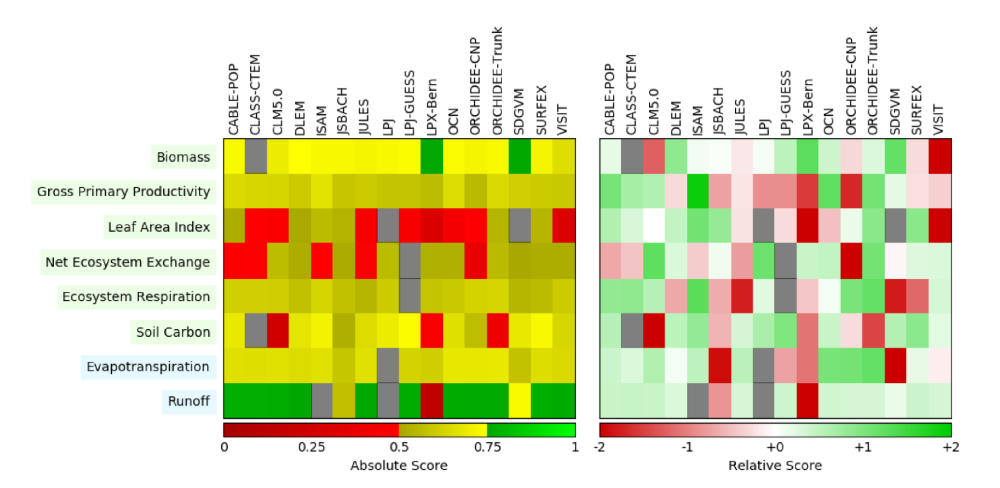 CABLE-POP
CLASS-CTEM
CLM5.0
DLEM
ISAM
JSBACH
JULES
LPJ
LPJ-GUESS
LPX-Bern
OCN
ORCHIDEE-CNP
ORCHIDEE-Trunk
SDGVM
SURFEX
VISIT
CABLE-POP
CLASS-CTEM
CLM5.0
DLEM
ISAM
JSBACH
JULES
LPJ
LPJ-GUESS
LPX-Bern
OCN
ORCHIDEE-CNP
ORCHIDEE-Trunk
SDGVM
SURFEX
VISIT
Biomass
Gross Primary Productivity
Leaf Area Index
Net Ecosystem Exchange
Ecosystem Respiration
Soil Carbon
Evapotranspiration
Runoff
0 0.25 0.5 0.75 1
Absolute Score
-2 -1 +0 +1 +2
Relative Score